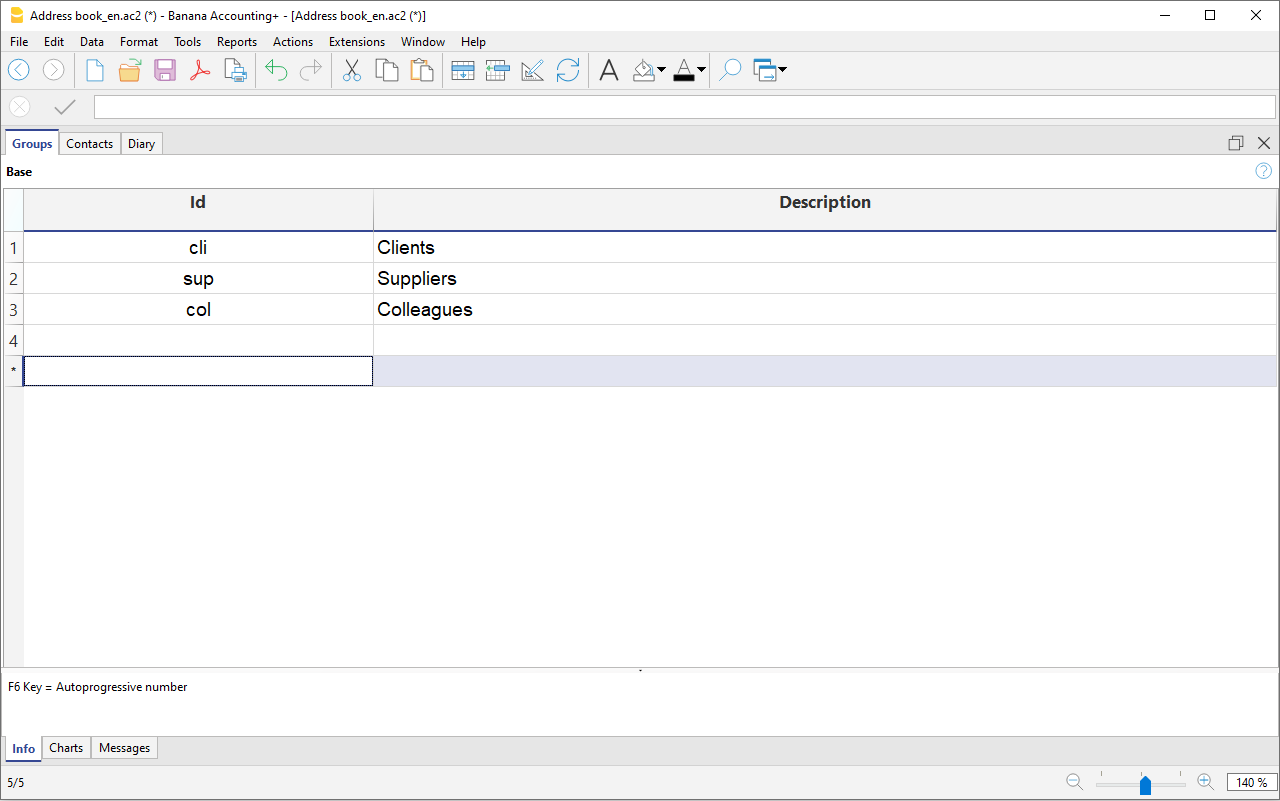 Address book_en.ac2 (*) - Banana Accounting+ - [Address book_en.ac2 (*)]
File Edit Data Format Tools Reports Actions Extensions Window Help
Groups Contacts Diary
Base
Id Description
1 cli Clients
2 sup Suppliers
3 col Colleagues
4
*
F6 Key = Autoprogressive number
Info Charts Messages
5/5 140 %